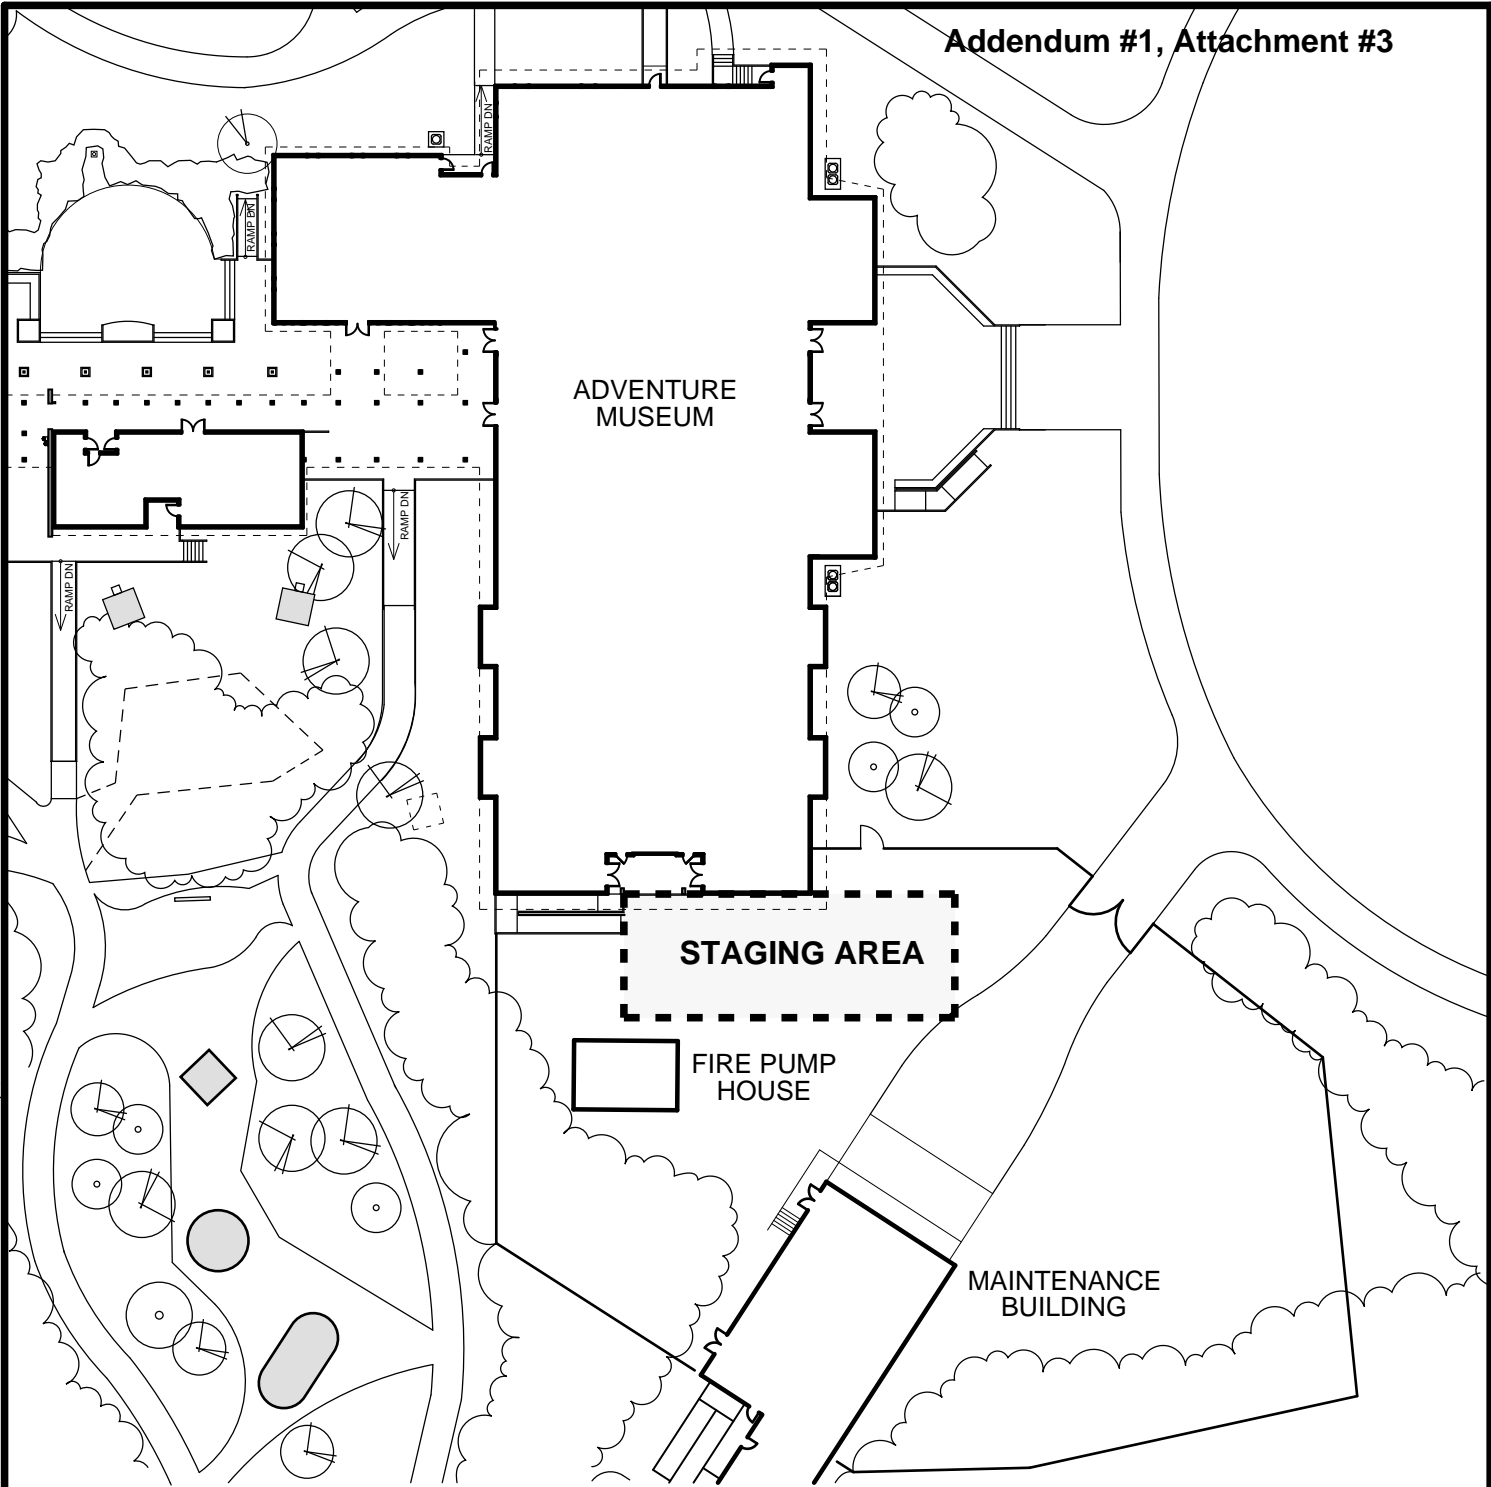 Addendum #1, Attachment #3
RAMP DN
RAMP DN
ADVENTURE
MUSEUM
RAMP DN
RAMP DN
STAGING AREA
FIRE PUMP
HOUSE
MAINTENANCE
BUILDING